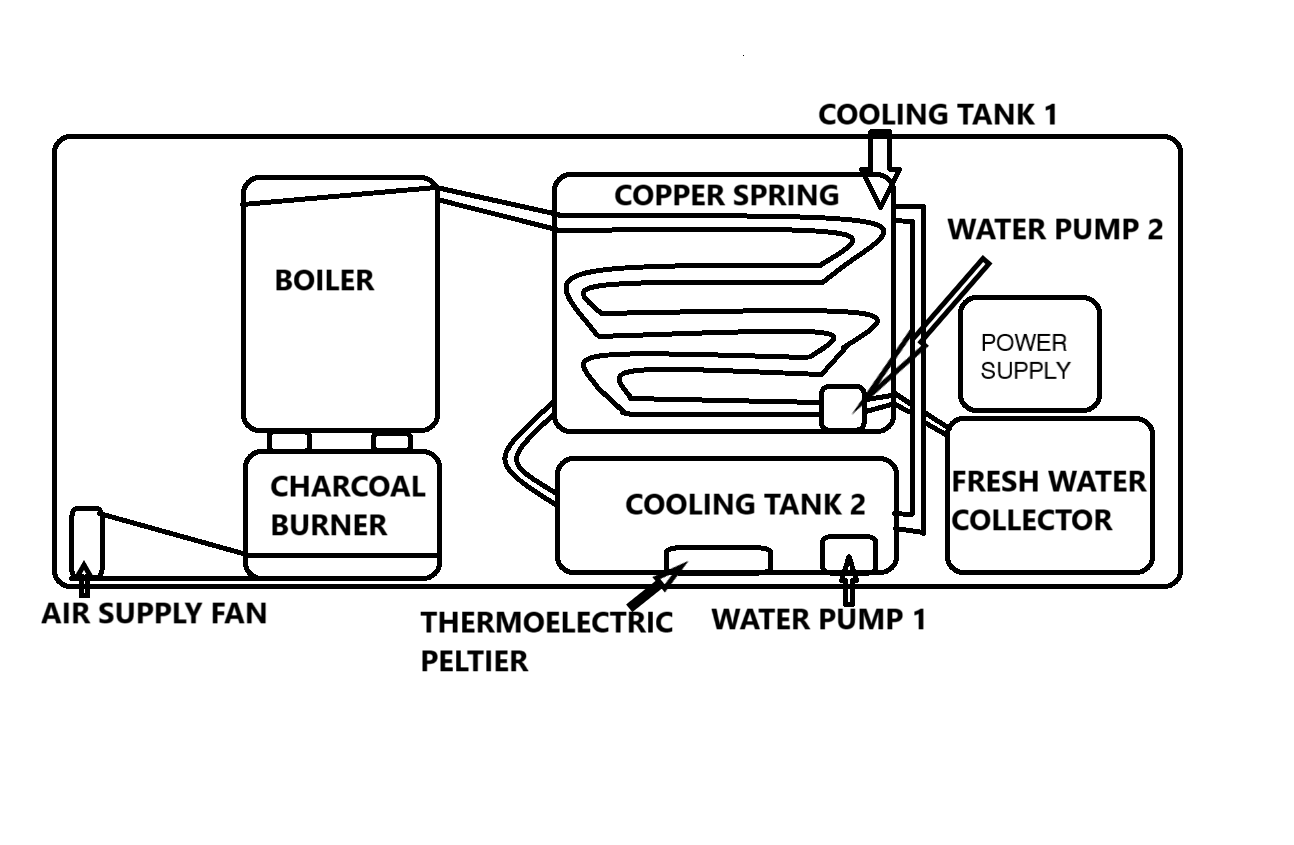 COOLING TANK 1
COPPER SPRING
WATER PUMP 2
BOILER
POWER
SUPPLY
CHARCOAL
BURNER
COOLING TANK 2
FRESH WATER
COLLECTOR
AIR SUPPLY FAN
THERMOELECTRIC
PELTIER
WATER PUMP 1